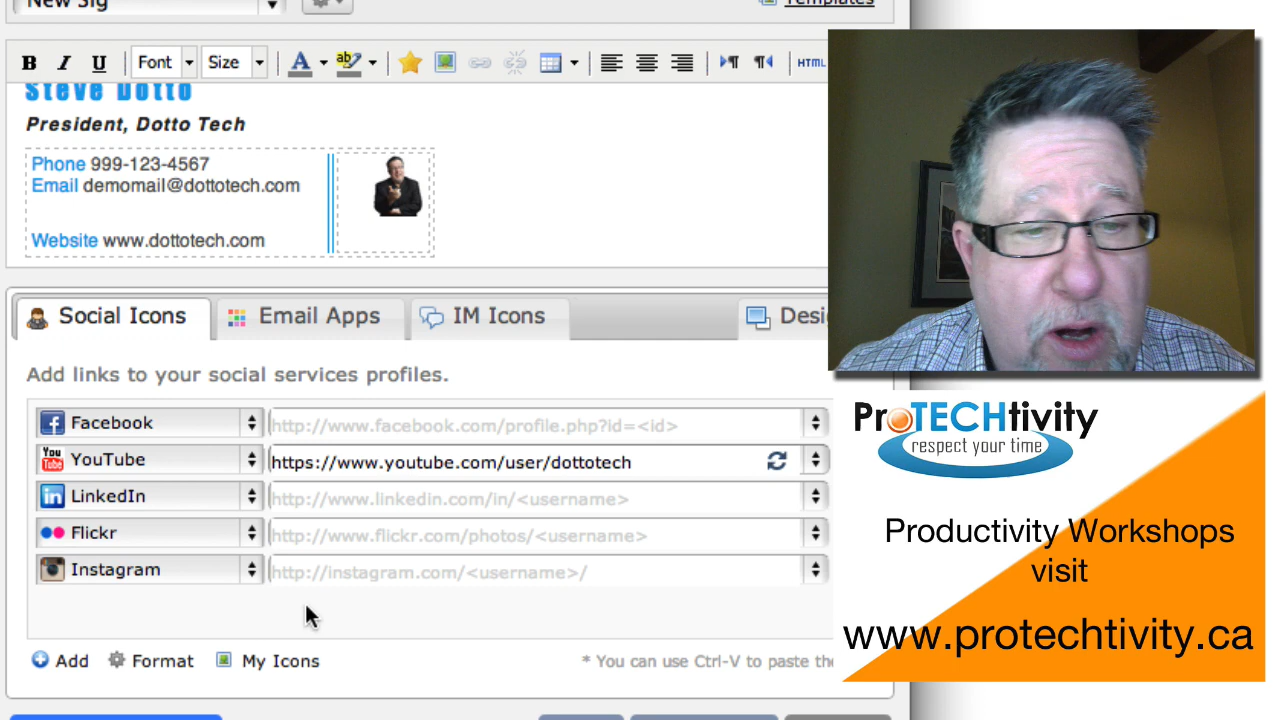 New Sig
Templates
B I U Font Size A ab HTML
Steve Dotto
President, Dotto Tech
Phone 999-123-4567
Email demomail@dottotech.com
Website www.dottotech.com
Social Icons Email Apps IM Icons
Add links to your social services profiles.
Facebook http://www.facebook.com/profile.php?id=<id>
YouTube https://www.youtube.com/user/dottotech
LinkedIn http://www.linkedin.com/in/<username>
Flickr http://www.flickr.com/photos/<username>
Instagram http://instagram.com/<username>/
Add Format My Icons * You can use Ctrl-V to paste
ProTECHtivity
respect your time
Productivity Workshops
visit
www.protechtivity.ca